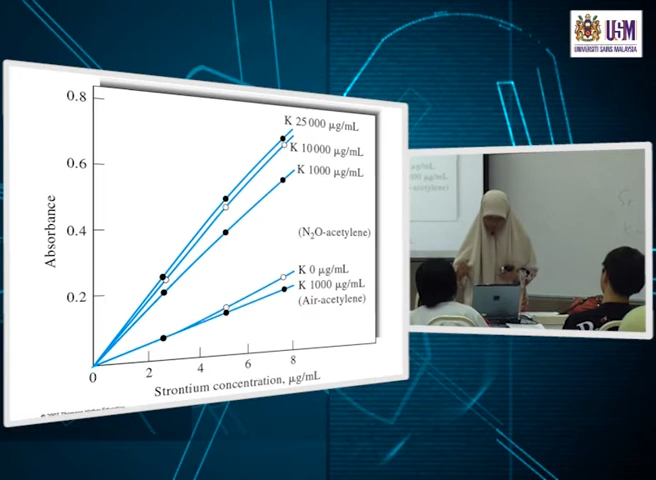 USM
UNIVERSITI SAINS MALAYSIA
0.8
0.6
0.4
0.2
0
2
4
6
8
Absorbance
Strontium concentration, µg/mL
K 25 000 µg/mL
K 10 000 µg/mL
K 1000 µg/mL
(N₂O-acetylene)
K 0 µg/mL
K 1000 µg/mL
(Air-acetylene)